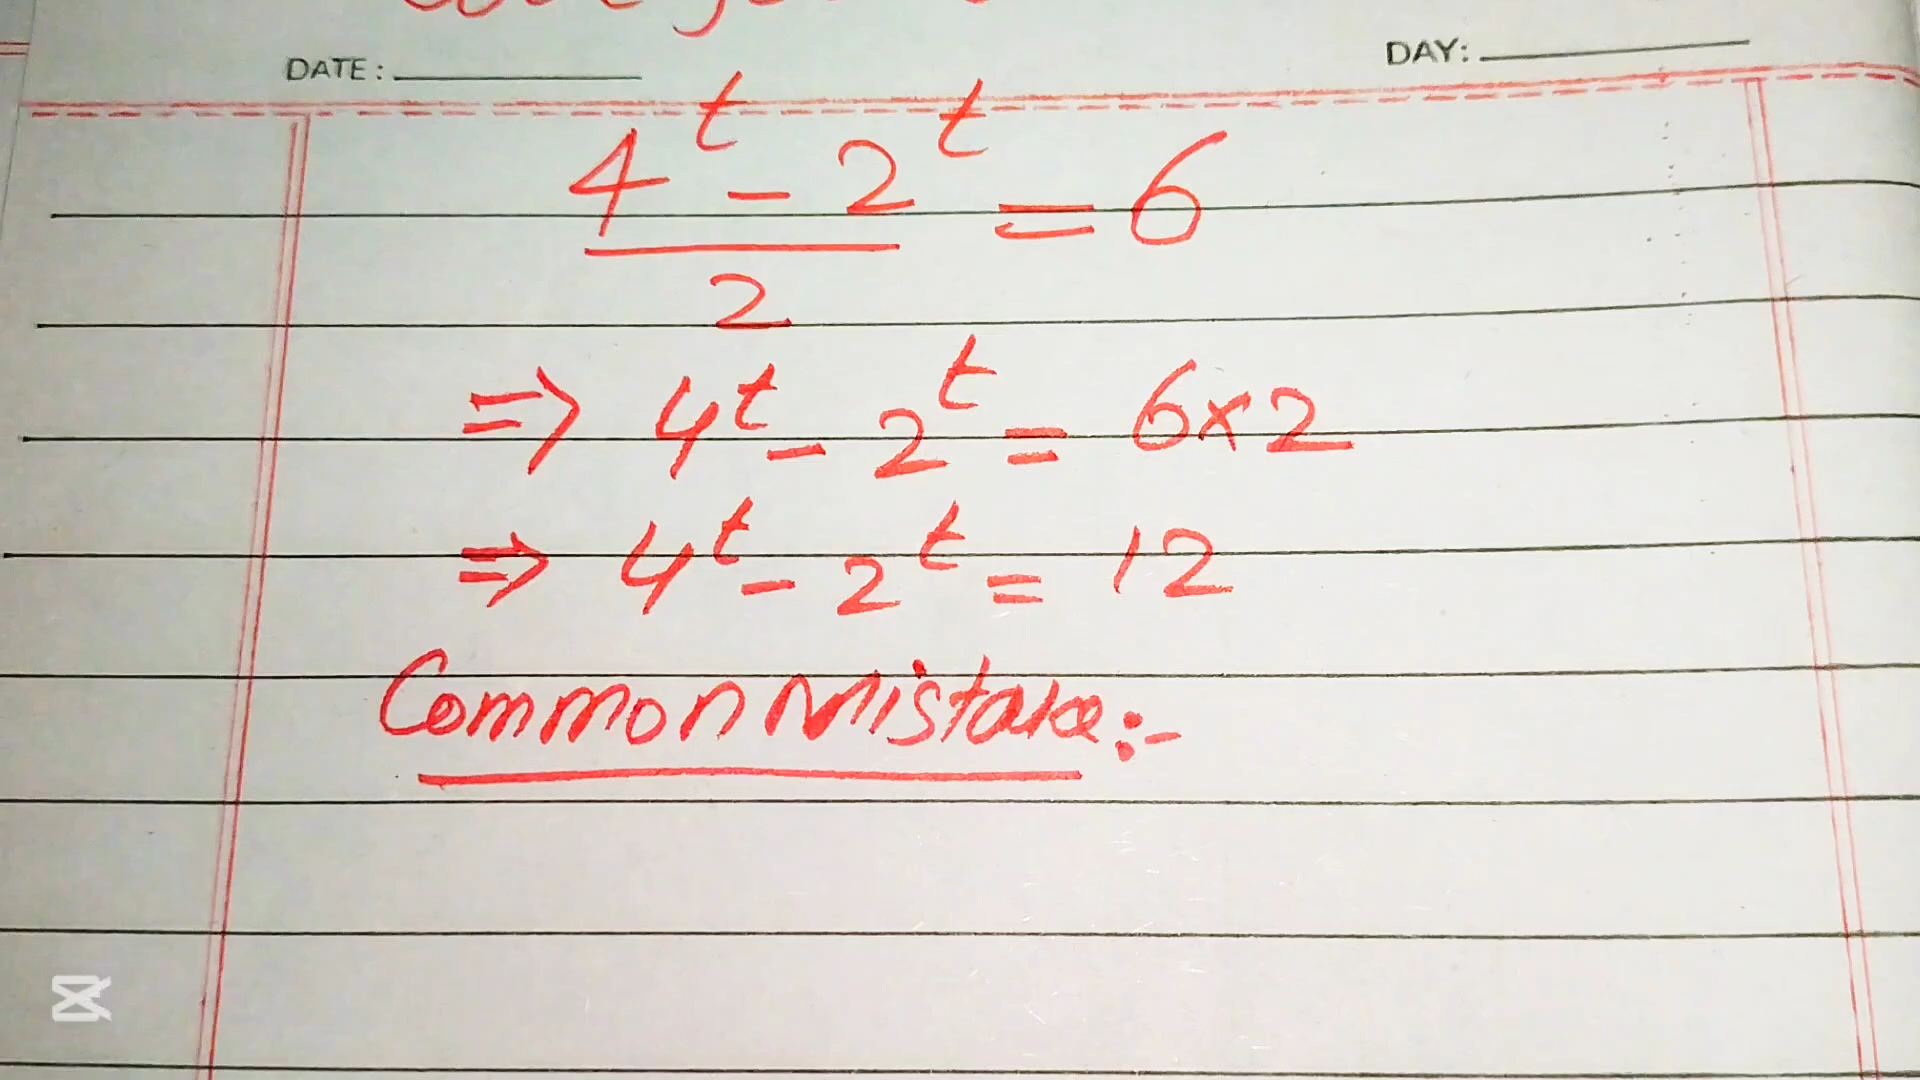 DATE: DAY:
4^t - 2^t / 2 = 6
⇒ 4^t - 2^t = 6×2
⇒ 4^t - 2^t = 12
Common Mistake:-